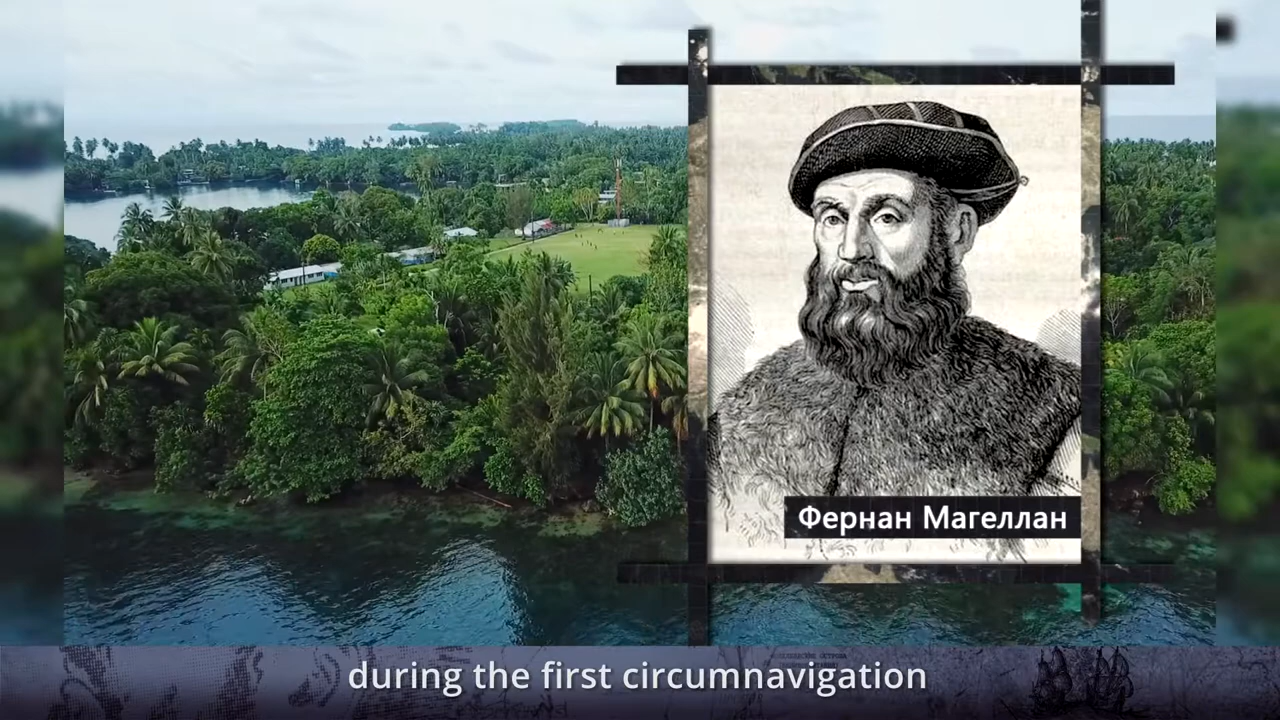 Фернан Магеллан
during the first circumnavigation